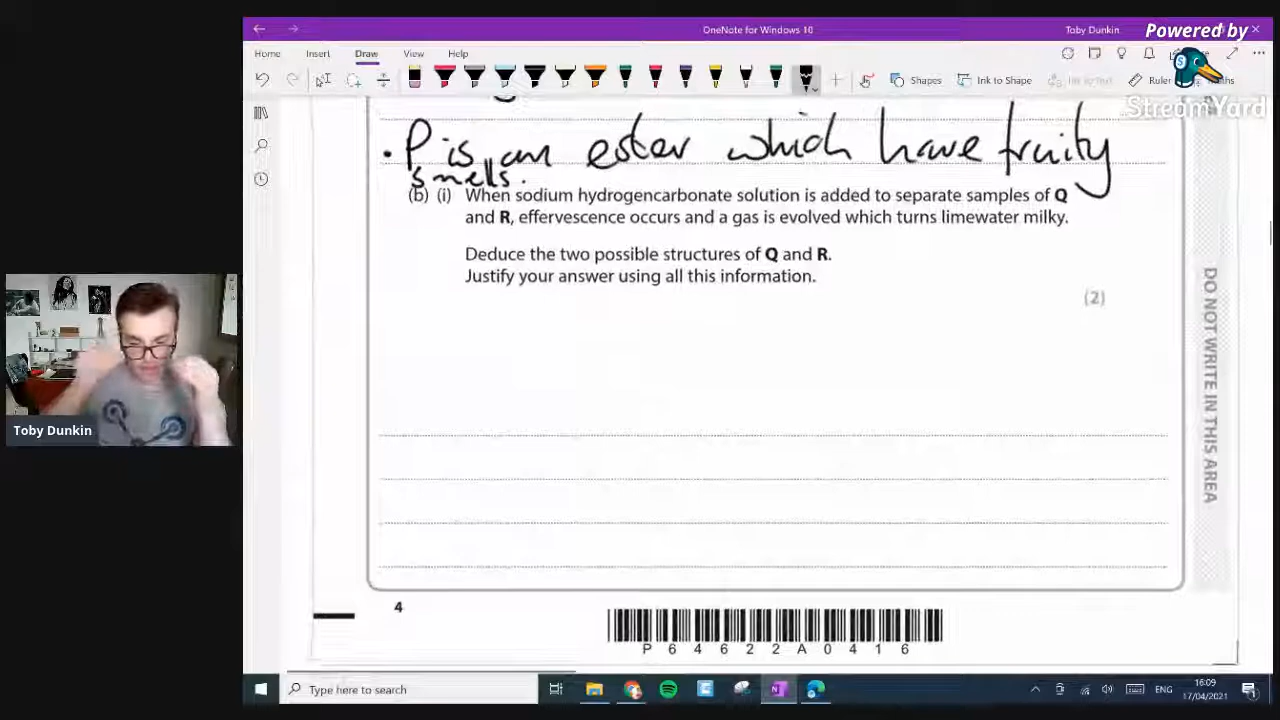 OneNote for Windows 10
Toby Dunkin
Powered by
Home Insert Draw View Help
Shapes Ink to Shape Ruler
StreamYard
. P is an ester which have fruity
smells.
(b) (i) When sodium hydrogencarbonate solution is added to separate samples of Q
and R, effervescence occurs and a gas is evolved which turns limewater milky.
Deduce the two possible structures of Q and R.
Justify your answer using all this information.
(2)
DO NOT WRITE IN THIS AREA
Toby Dunkin
4
P 6 4 6 2 2 A 0 4 1 6
Type here to search
ENG
16:09
17/04/2021